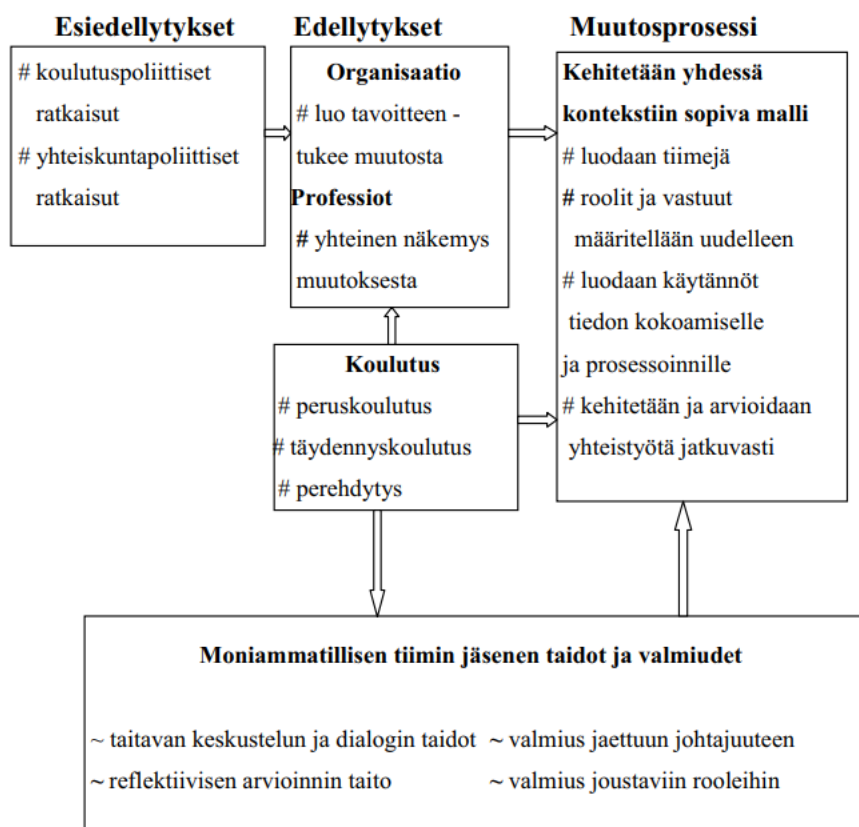 Esiedellytykset
# koulutuspoliittiset
ratkaisut
# yhteiskuntapoliittiset
ratkaisut
Edellytykset
Organisaatio
# luo tavoitteen -
tukee muutosta
Professiot
# yhteinen näkemys
muutoksesta
Koulutus
# peruskoulutus
# täydennyskoulutus
# perehdytys
Muutosprosessi
Kehitetään yhdessä
kontekstiin sopiva malli
# luodaan tiimejä
# roolit ja vastuut
määritellään uudelleen
# luodaan käytännöt
tiedon kokoamiselle
ja prosessoinnille
# kehitetään ja arvioidaan
yhteistyötä jatkuvasti
Moniammatillisen tiimin jäsenen taidot ja valmiudet
~ taitavan keskustelun ja dialogin taidot ~ valmius jaettuun johtajuuteen
~ reflektiivisen arvioinnin taito ~ valmius joustaviin rooleihin